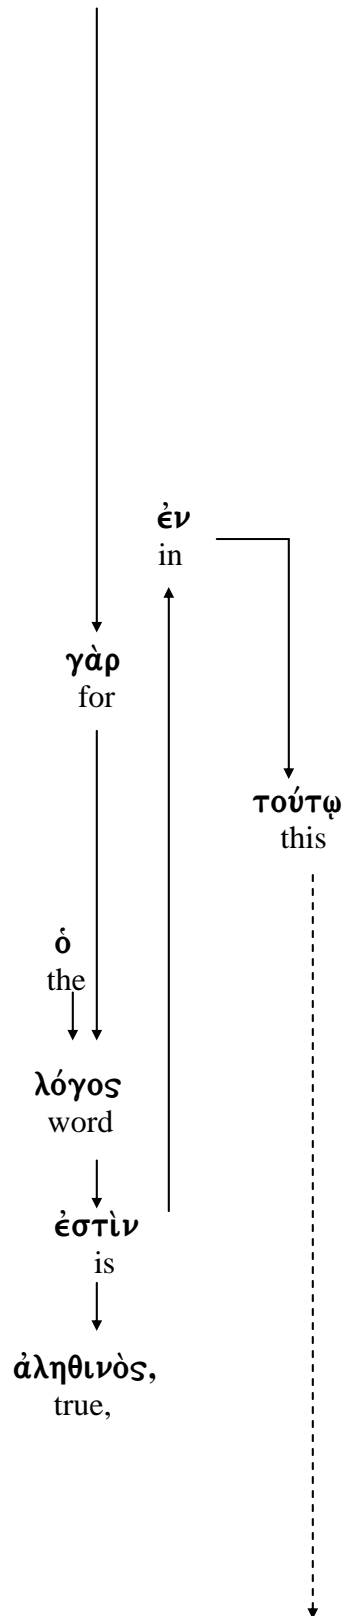 ἐν
in
γὰρ
for
τούτῳ
this
ὁ
the
λόγος
word
ἐστὶν
is
ἀληθινὸς,
true,